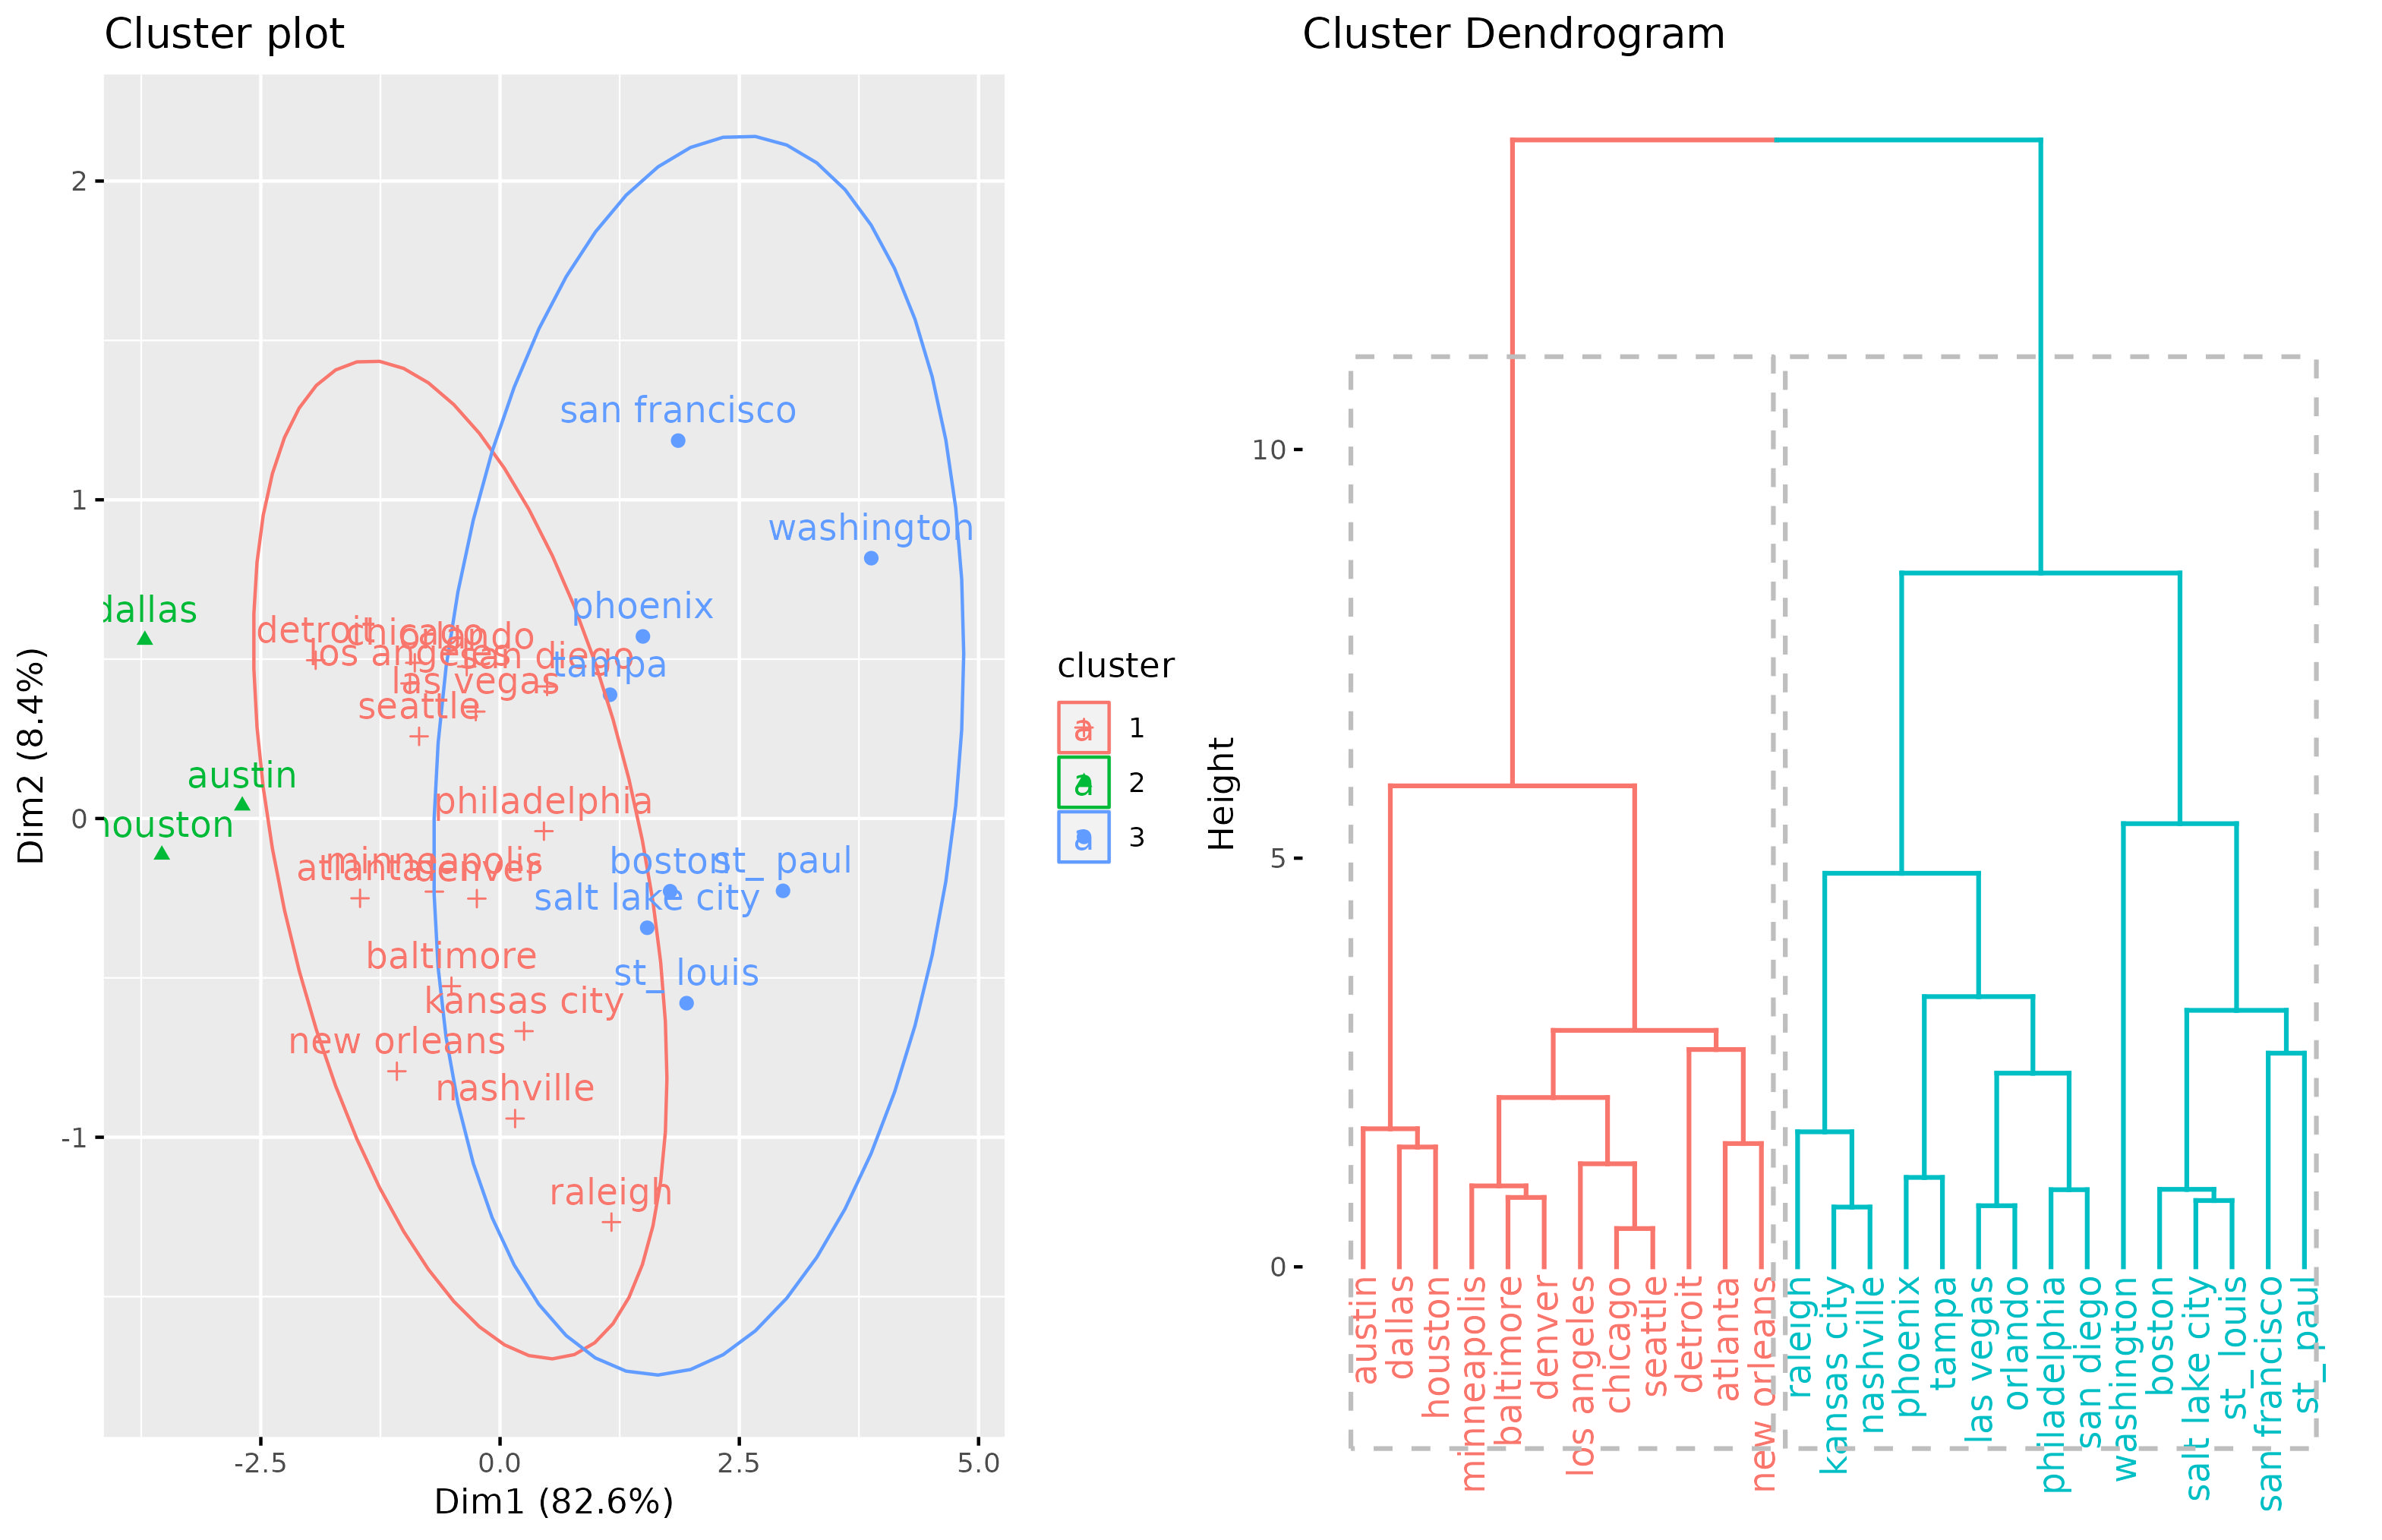 Cluster plot
2
1
0
-1
Dim2 (8.4%)
-2.5
0.0
2.5
5.0
Dim1 (82.6%)
san francisco
washington
phoenix
dallas
detroit
chicago
orlando
los angeles
san diego
tampa
las vegas
seattle
austin
philadelphia
houston
minneapolis
boston
st_ paul
atlanta
denver
salt lake city
baltimore
st_ louis
kansas city
new orleans
nashville
raleigh
cluster
a 1
a 2
a 3
Cluster Dendrogram
10
5
0
Height
austin
dallas
houston
minneapolis
baltimore
denver
los angeles
chicago
seattle
detroit
atlanta
new orleans
raleigh
kansas city
nashville
phoenix
tampa
las vegas
orlando
philadelphia
san diego
washington
boston
salt lake city
st_ louis
san francisco
st_ paul